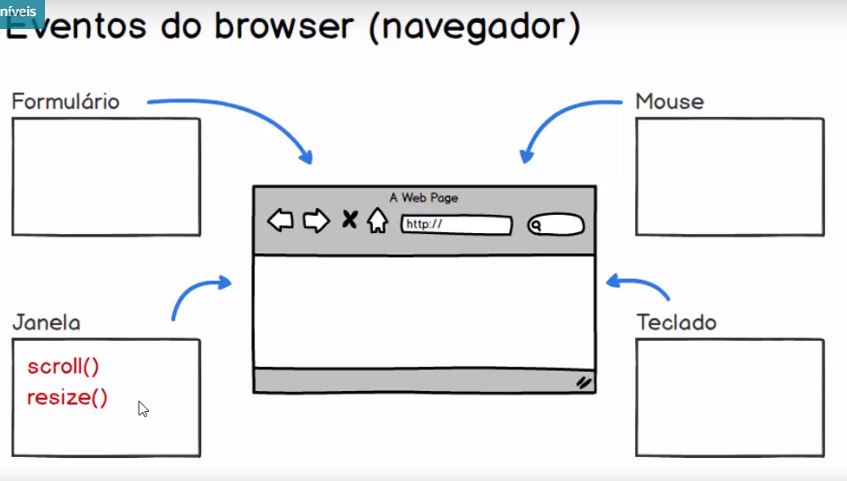 níveis
Eventos do browser (navegador)
Formulário
Mouse
A Web Page
http://
Janela
scroll()
resize()
Teclado